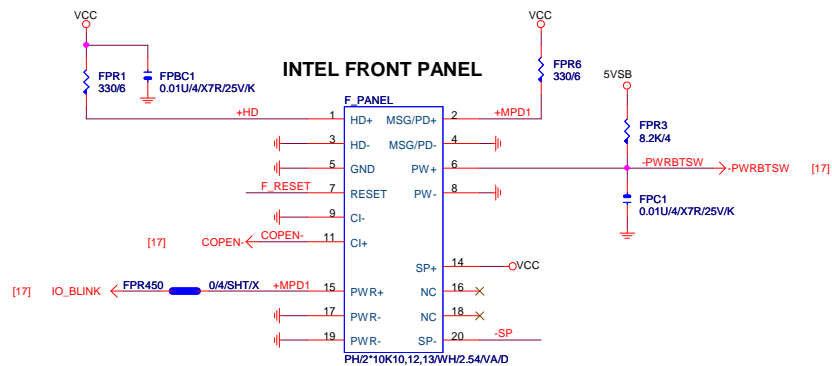 VCC
VCC
INTEL FRONT PANEL
FPR1
330/6
FPBC1
0.01U/4/X7R/25V/K
FPR6
330/6
5VSB
F_PANEL
FPR3
8.2K/4
+HD 1 HD+ MSG/PD+ 2 +MPD1
3 HD- MSG/PD- 4
5 GND PW+ 6 -PWRBTSW -PWRBTSW [17]
F_RESET 7 RESET PW- 8
FPC1
0.01U/4/X7R/25V/K
9 CI-
[17] COPEN- COPEN- 11 CI+
SP+ 14 VCC
[17] IO_BLINK FPR450 0/4/SHT/X +MPD1 15 PWR+ NC 16
17 PWR- NC 18
19 PWR- SP- 20 -SP
PH/2*10K10,12,13/WH/2.54/VA/D